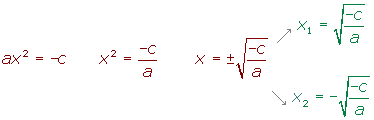 x₁ = √(–c/a)
ax² = –c   x² = –c/a   x = ±√(–c/a)
x₂ = –√(–c/a)